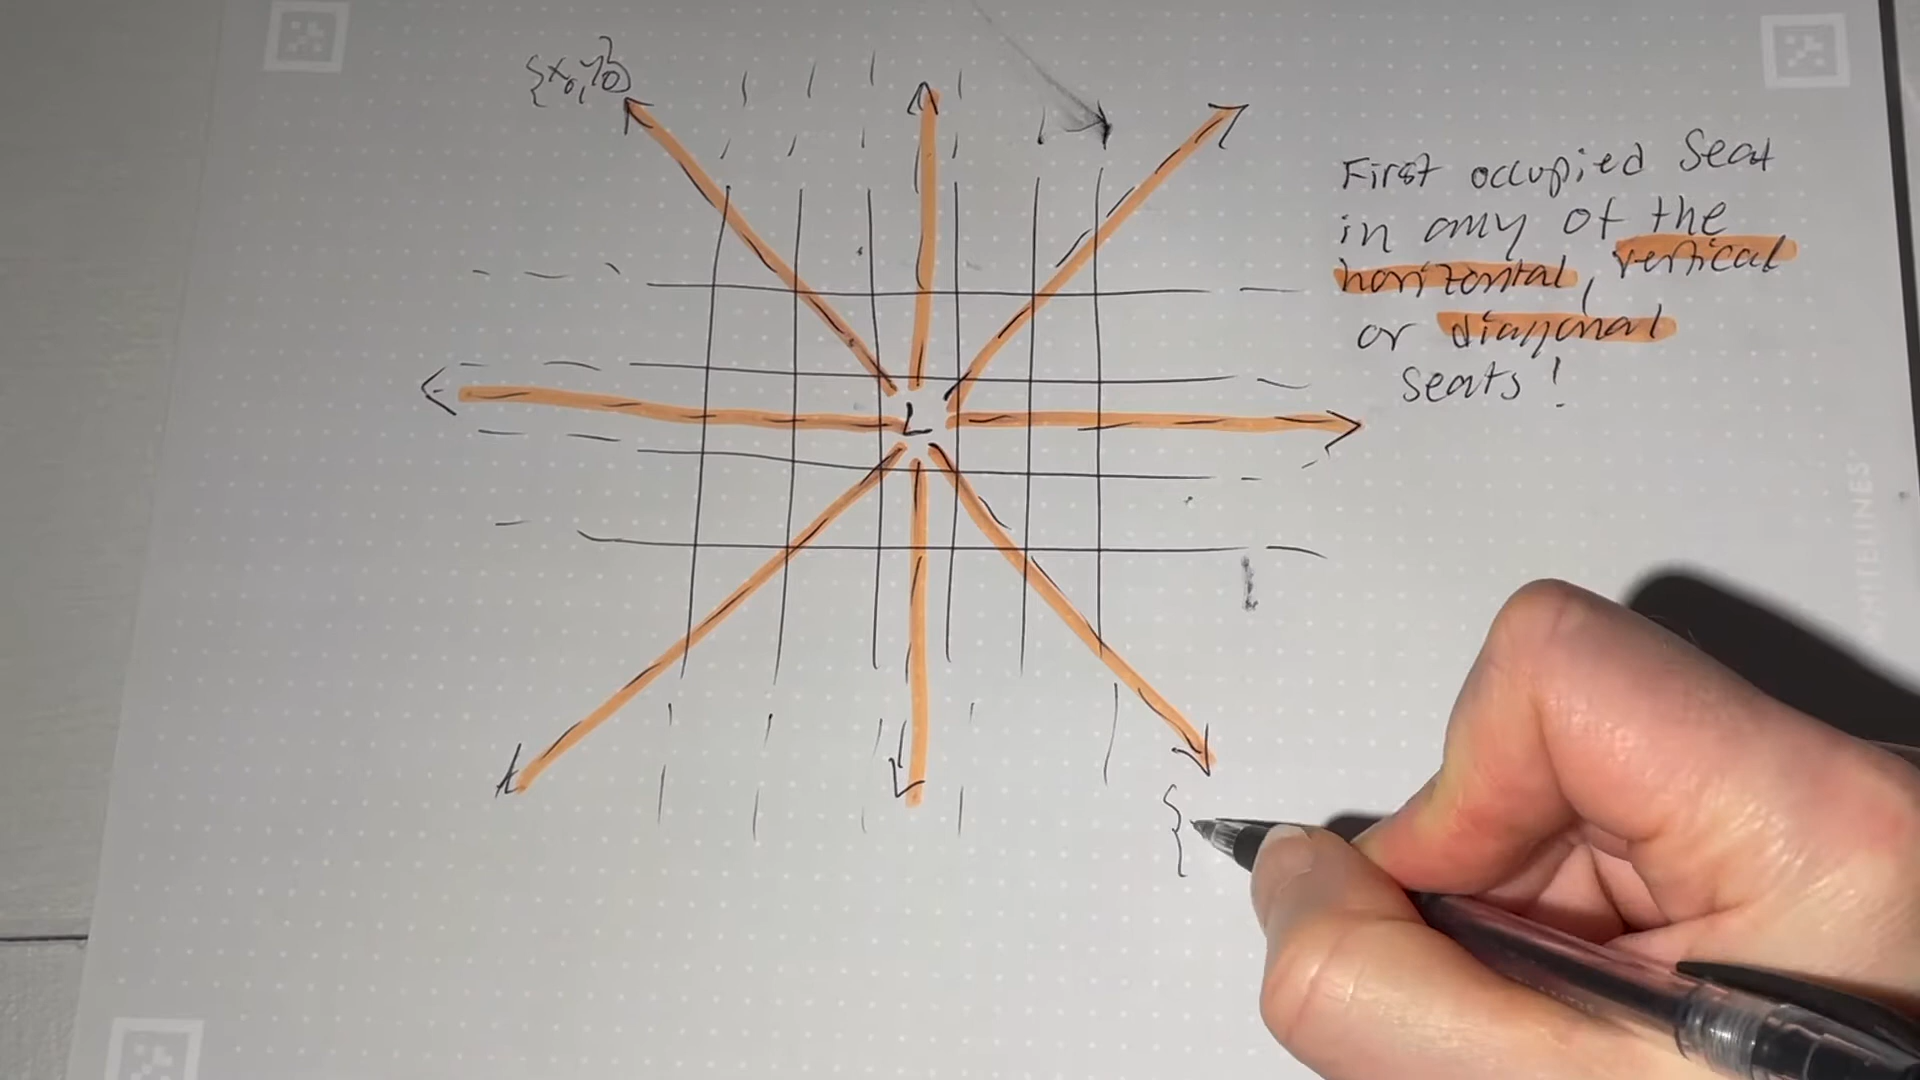 {x₀,y₀}
First occupied Seat
in any of the
horizontal, vertical
or diagonal
seats!
L
{